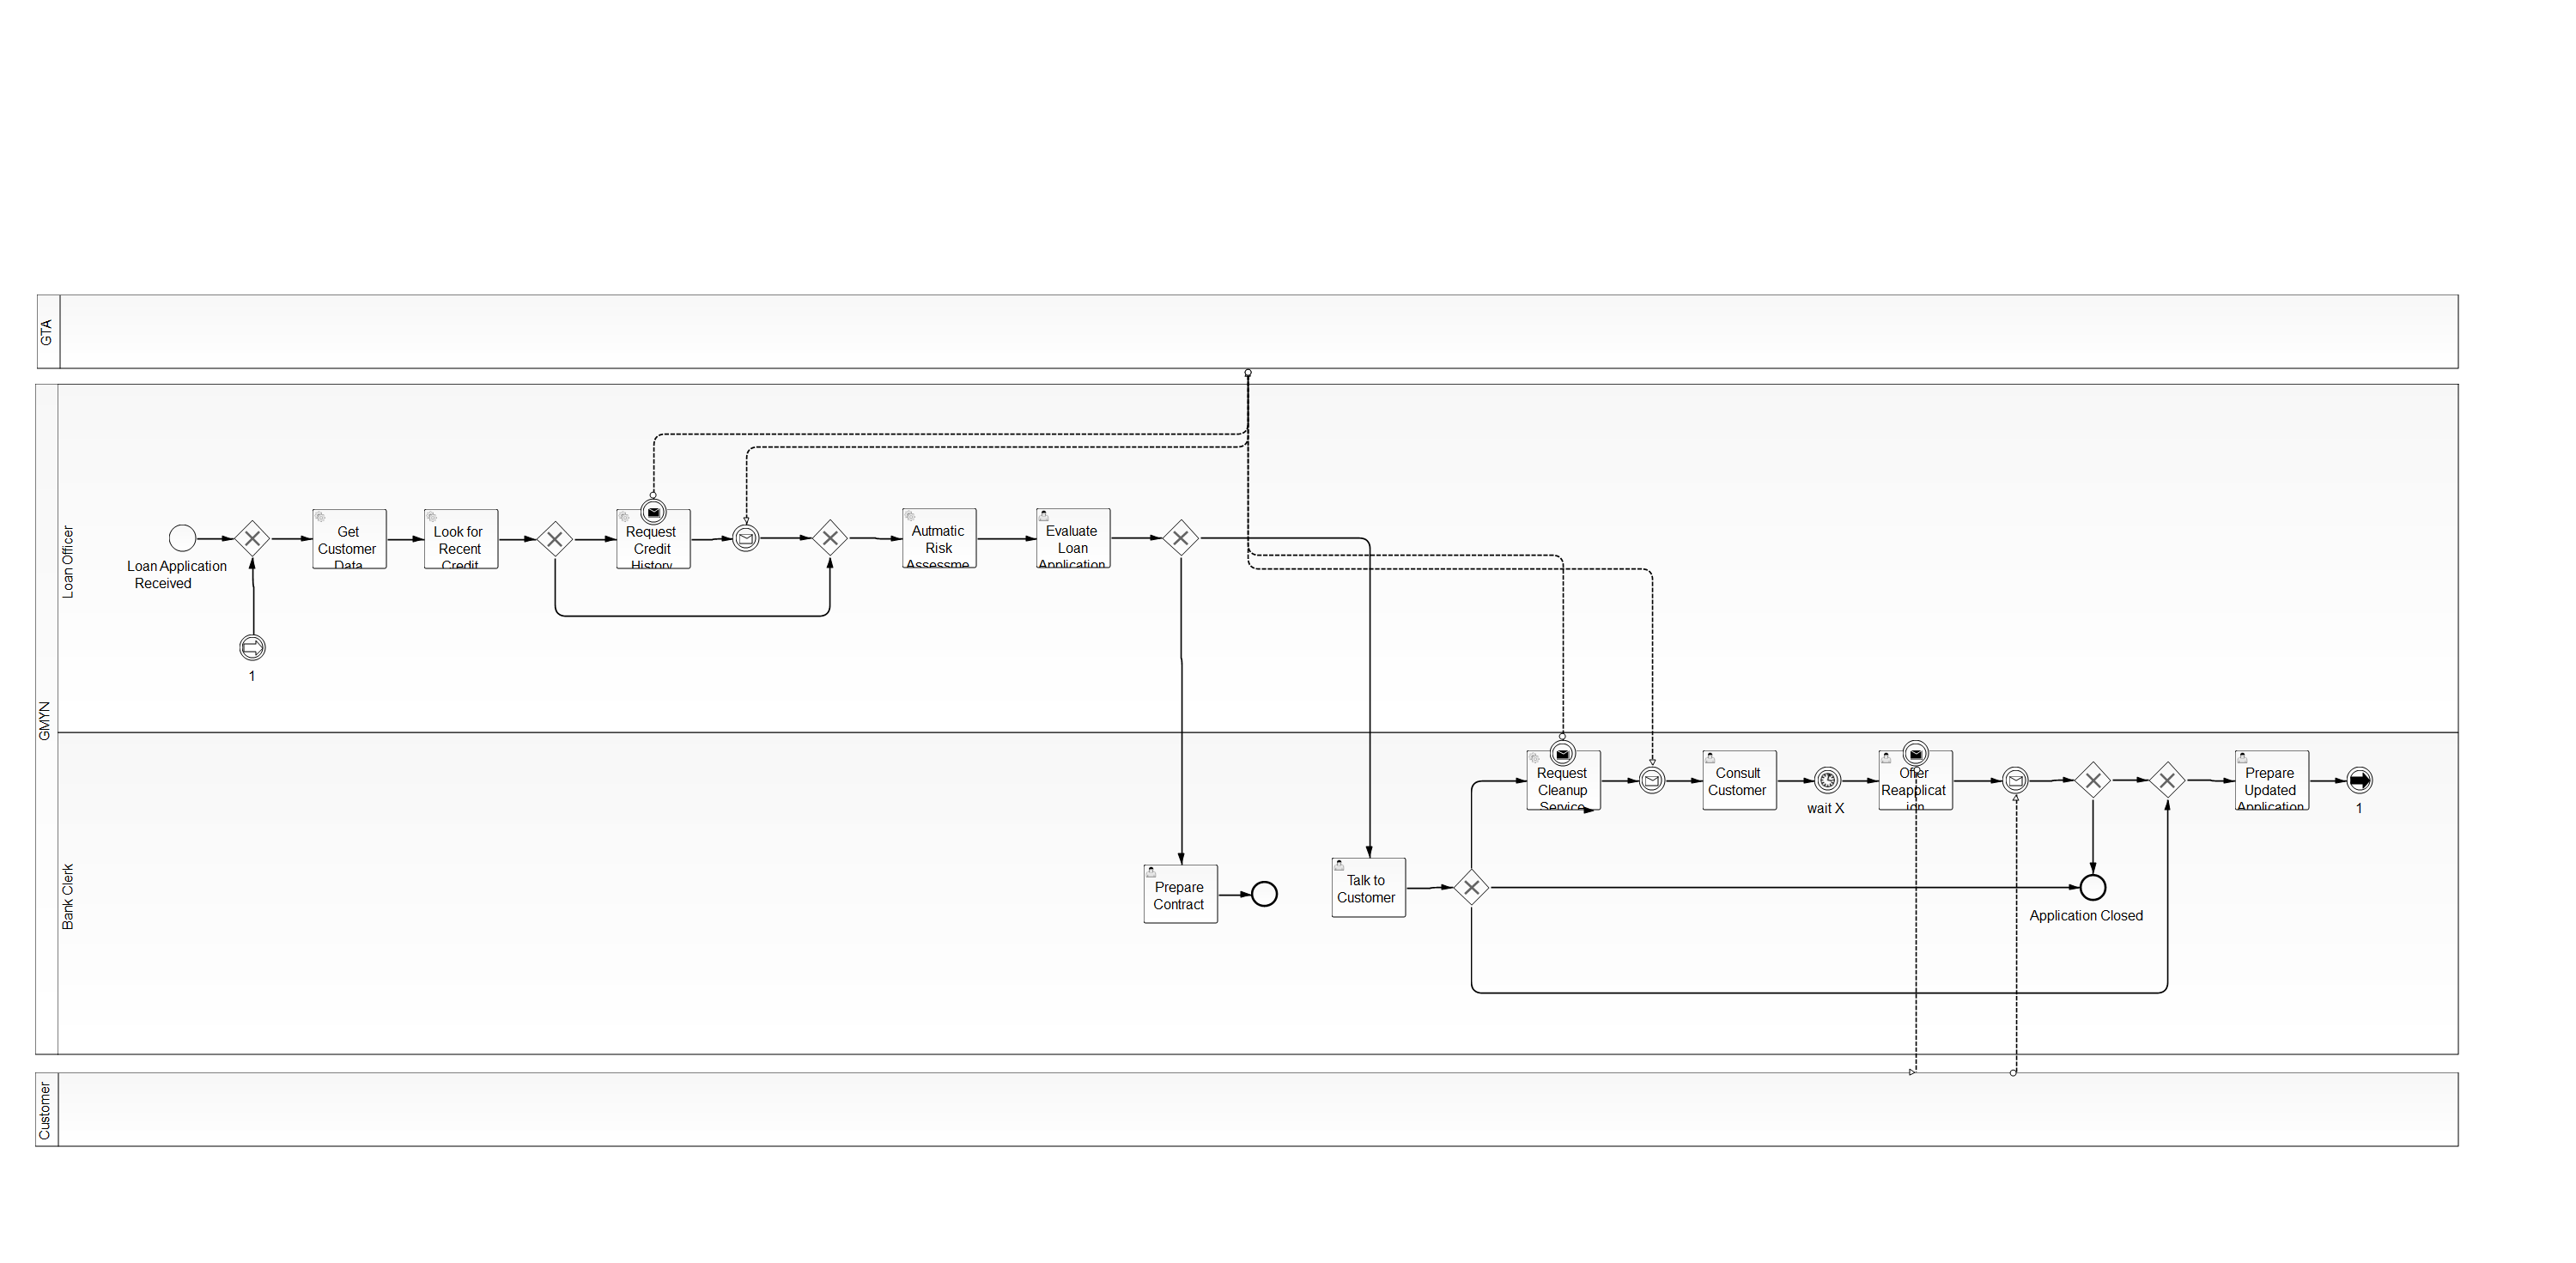 GTA
GMYN
Loan Officer
Loan Application
Received
1
Get
Customer
Data
Look for
Recent
Credit
Request
Credit
History
Autmatic
Risk
Assessme
Evaluate
Loan
Application
Bank Clerk
Prepare
Contract
Talk to
Customer
Request
Cleanup
Service
Consult
Customer
wait X
Offer
Reapplicat
ion
Application Closed
Prepare
Updated
Application
1
Customer